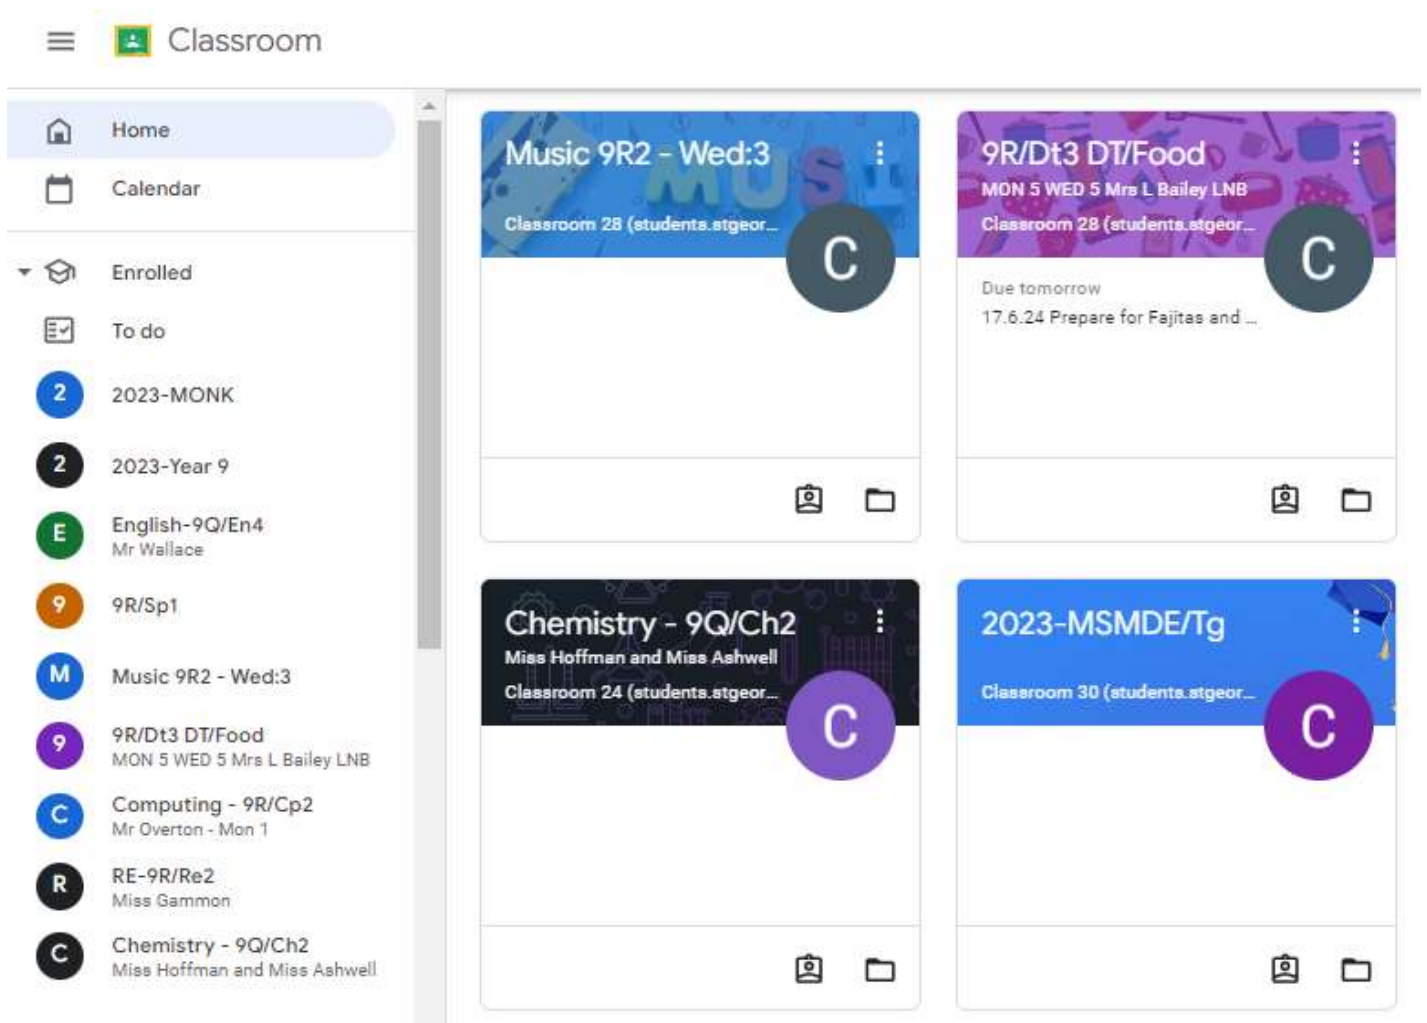 Classroom
Home
Calendar
Enrolled
To do
2 2023-MONK
2 2023-Year 9
E English-9Q/En4
Mr Wallace
9 9R/Sp1
M Music 9R2 - Wed:3
9 9R/Dt3 DT/Food
MON 5 WED 5 Mrs L Bailey LNB
C Computing - 9R/Cp2
Mr Overton - Mon 1
R RE-9R/Re2
Miss Gammon
C Chemistry - 9Q/Ch2
Miss Hoffman and Miss Ashwell
Music 9R2 - Wed:3
MUSI
Classroom 28 (students.stgeor...
C
9R/Dt3 DT/Food
MON 5 WED 5 Mrs L Bailey LNB
Classroom 28 (students.stgeor...
C
Due tomorrow
17.6.24 Prepare for Fajitas and ...
Chemistry - 9Q/Ch2
Miss Hoffman and Miss Ashwell
Classroom 24 (students.stgeor...
C
2023-MSMDE/Tg
Classroom 30 (students.stgeor...
C